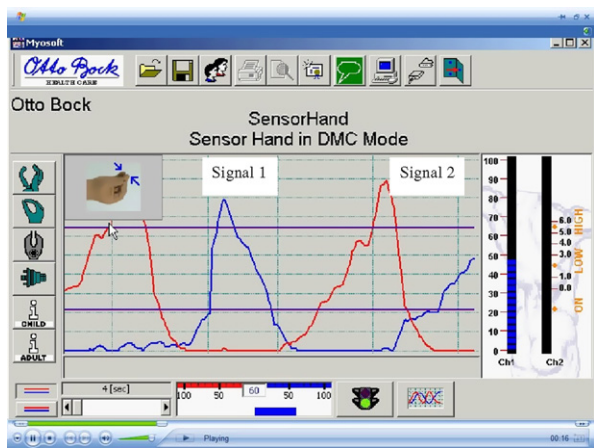 Myosoft
Otto Bock
HEALTH CARE
Otto Bock
SensorHand
Sensor Hand in DMC Mode
Signal 1
Signal 2
CHILD
ADULT
100
90
80
70
60
50
40
30
20
10
0
Ch1
Ch2
6.0
5.0
4.0
3.0
1.0
0.0
ON LOW HIGH
4 [sec]
100 50 60 50 100
Playing
00:16